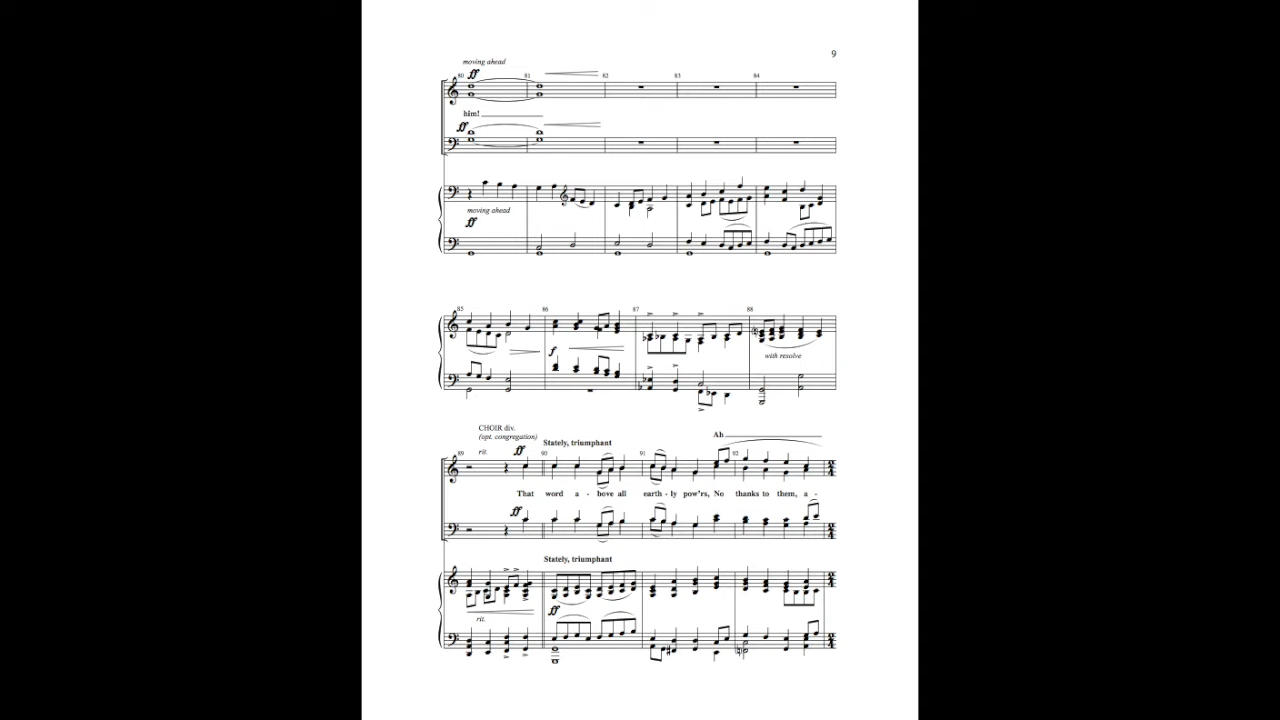 9
moving ahead
ff
80 81 82 83 84
him!
ff
moving ahead
ff
85 86 87 88
f
with resolve
CHOIR div.
(opt. congregation)
rit. ff Stately, triumphant Ah
89 90 91 92
That word a - bove all earth - ly pow'rs, No thanks to them, a -
ff
Stately, triumphant
ff
rit.